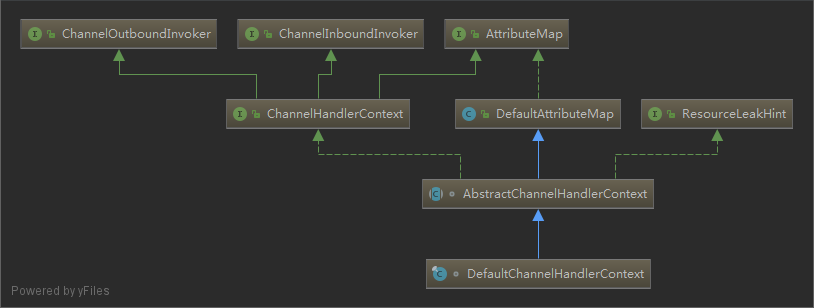 ChannelOutboundInvoker
ChannelInboundInvoker
AttributeMap
ChannelHandlerContext
DefaultAttributeMap
ResourceLeakHint
AbstractChannelHandlerContext
DefaultChannelHandlerContext
Powered by yFiles